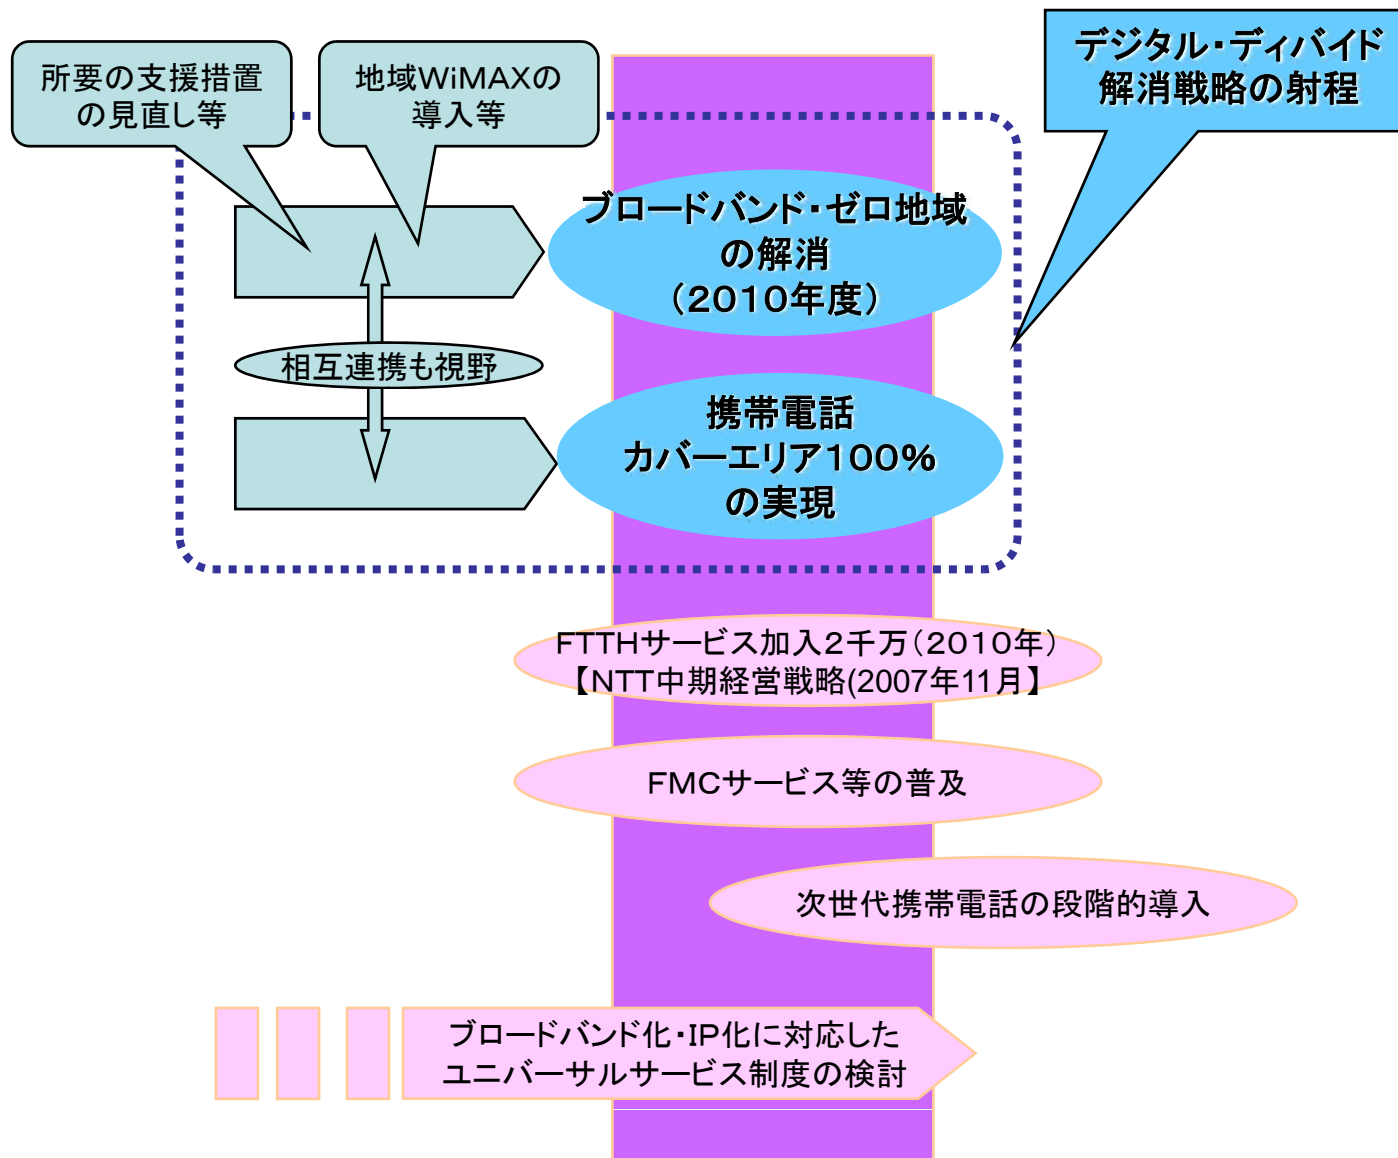 所要の支援措置
の見直し等
地域WiMAXの
導入等
デジタル・ディバイド
解消戦略の射程
ブロードバンド・ゼロ地域
の解消
（２０１０年度）
相互連携も視野
携帯電話
カバーエリア１００％
の実現
FTTHサービス加入２千万（２０１０年）
【NTT中期経営戦略(2007年11月】
FMCサービス等の普及
次世代携帯電話の段階的導入
ブロードバンド化・IP化に対応した
ユニバーサルサービス制度の検討